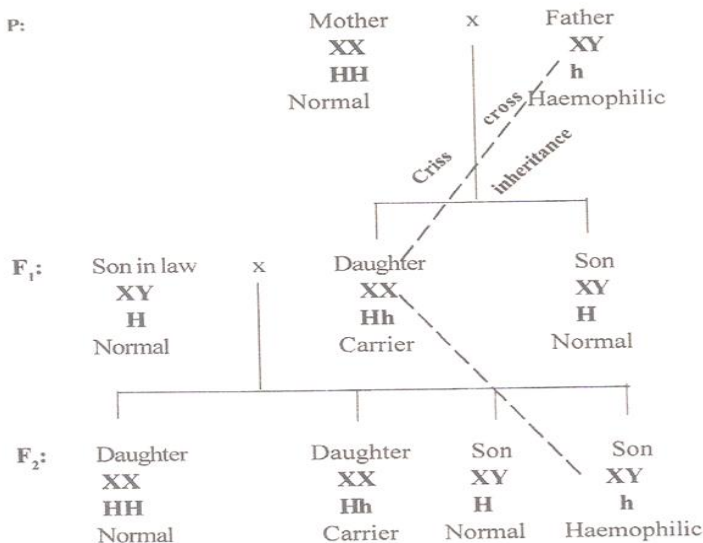 P: Mother x Father
XX XY
HH h
Normal Haemophilic
Criss cross inheritance
F₁: Son in law x Daughter Son
XY XX XY
H Hh H
Normal Carrier Normal
F₂: Daughter Daughter Son Son
XX XX XY XY
HH Hh H h
Normal Carrier Normal Haemophilic